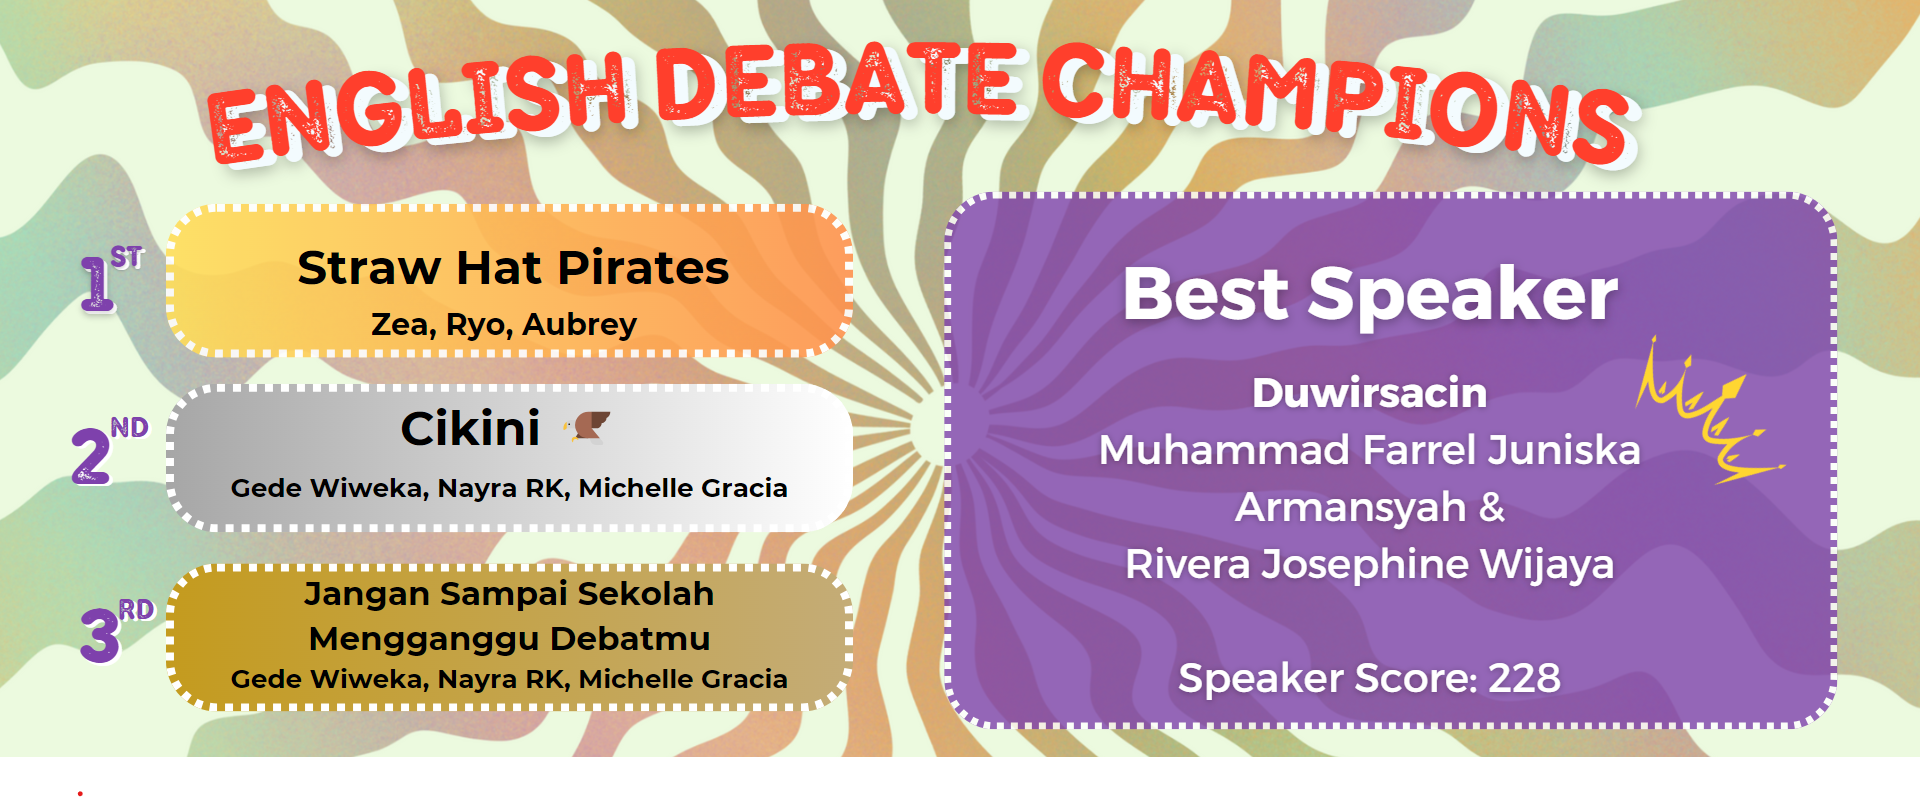 ENGLISH DEBATE CHAMPIONS
1ST
Straw Hat Pirates
Zea, Ryo, Aubrey
2ND
Cikini
Gede Wiweka, Nayra RK, Michelle Gracia
3RD
Jangan Sampai Sekolah
Mengganggu Debatmu
Gede Wiweka, Nayra RK, Michelle Gracia
Best Speaker
Duwirsacin
Muhammad Farrel Juniska
Armansyah &
Rivera Josephine Wijaya
Speaker Score: 228